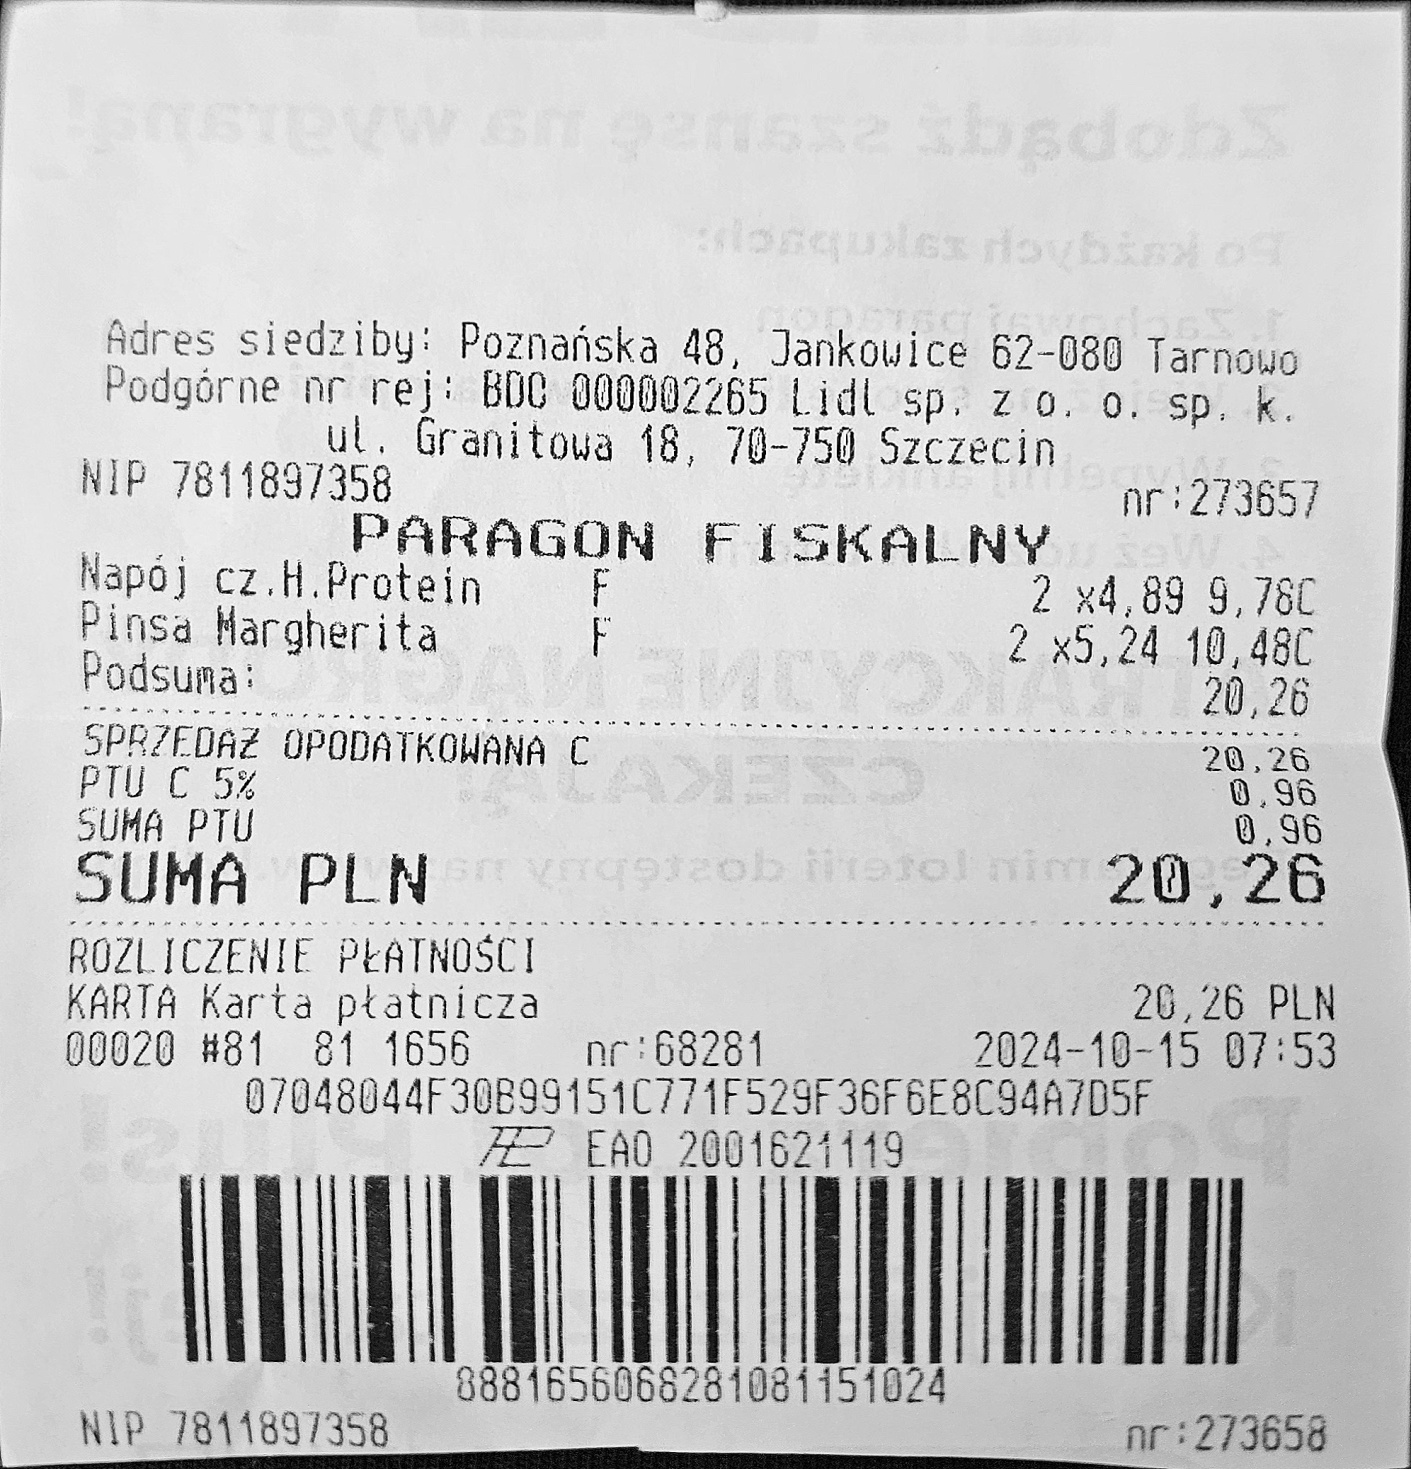 Adres siedziby: Poznańska 48, Jankowice 62-080 Tarnowo
Podgórne nr rej: BDO 000002265 Lidl sp. z o. o. sp. k.
ul. Granitowa 18, 70-750 Szczecin
NIP 7811897358 nr:273657
PARAGON FISKALNY
Napój cz.H.Protein F 2 x4,89 9,78C
Pinsa Margherita F 2 x5,24 10,48C
Podsuma: 20,26
SPRZEDAŻ OPODATKOWANA C 20,26
PTU C 5% 0,96
SUMA PTU 0,96
SUMA PLN 20,26
ROZLICZENIE PŁATNOŚCI
KARTA Karta płatnicza 20,26 PLN
00020 #81 81 1656 nr:68281 2024-10-15 07:53
07048044F30B99151C771F529F36F6E8C94A7D5F
EAO 2001621119
8881656068281081151024
NIP 7811897358 nr:273658